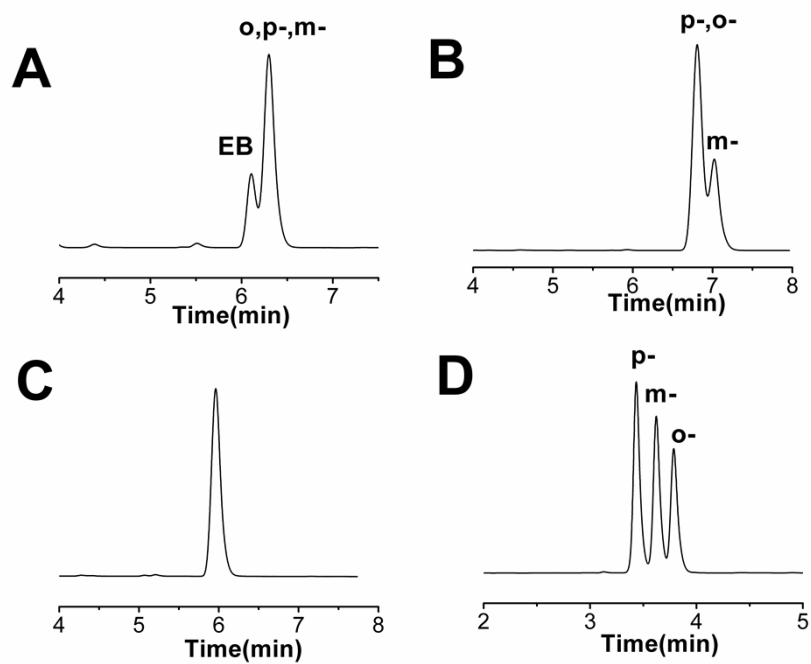 A
o,p-,m-
EB
4 5 6 7
Time(min)
B
p-,o-
m-
4 5 6 7 8
Time(min)
C
4 5 6 7 8
Time(min)
D
p-
m-
o-
2 3 4 5
Time(min)